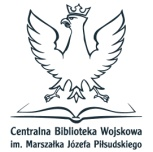 Centralna Biblioteka Wojskowa
im. Marszałka Józefa Piłsudskiego